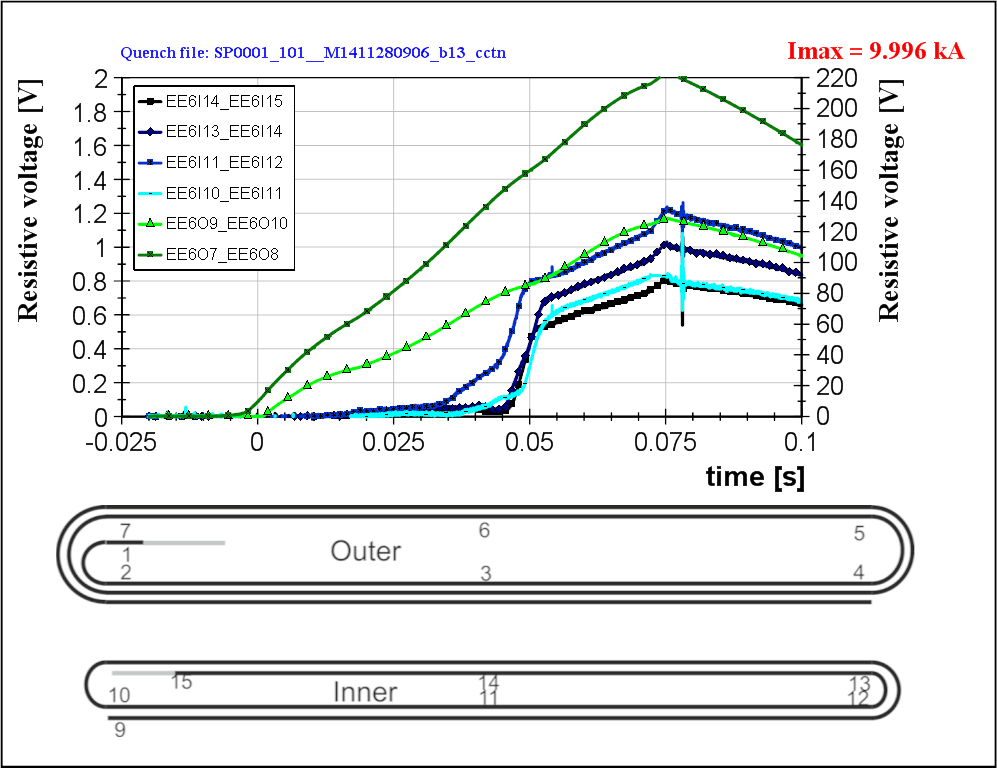 Quench file: SP0001_101__M1411280906_b13_cctn
Imax = 9.996 kA
Resistive voltage [V]
2
1.8
1.6
1.4
1.2
1
0.8
0.6
0.4
0.2
0
EE6I14_EE6I15
EE6I13_EE6I14
EE6I11_EE6I12
EE6I10_EE6I11
EE6O9_EE6O10
EE6O7_EE6O8
220
200
180
160
140
120
100
80
60
40
20
0
Resistive voltage [V]
-0.025 0 0.025 0.05 0.075 0.1
time [s]
7 6 5
1 Outer
2 3 4
15 Inner 14 13
10 11 12
9